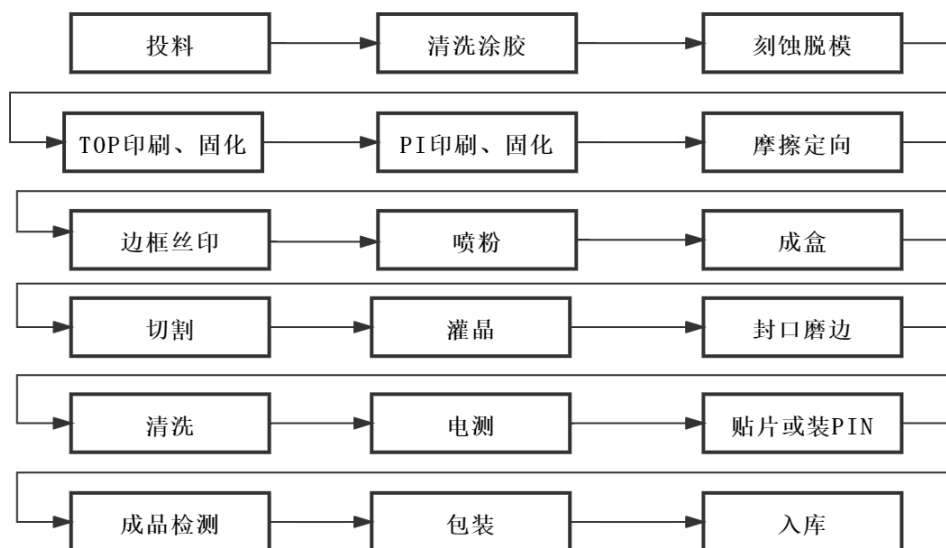 投料
清洗涂胶
刻蚀脱模
TOP印刷、固化
PI印刷、固化
摩擦定向
边框丝印
喷粉
成盒
切割
灌晶
封口磨边
清洗
电测
贴片或装PIN
成品检测
包装
入库